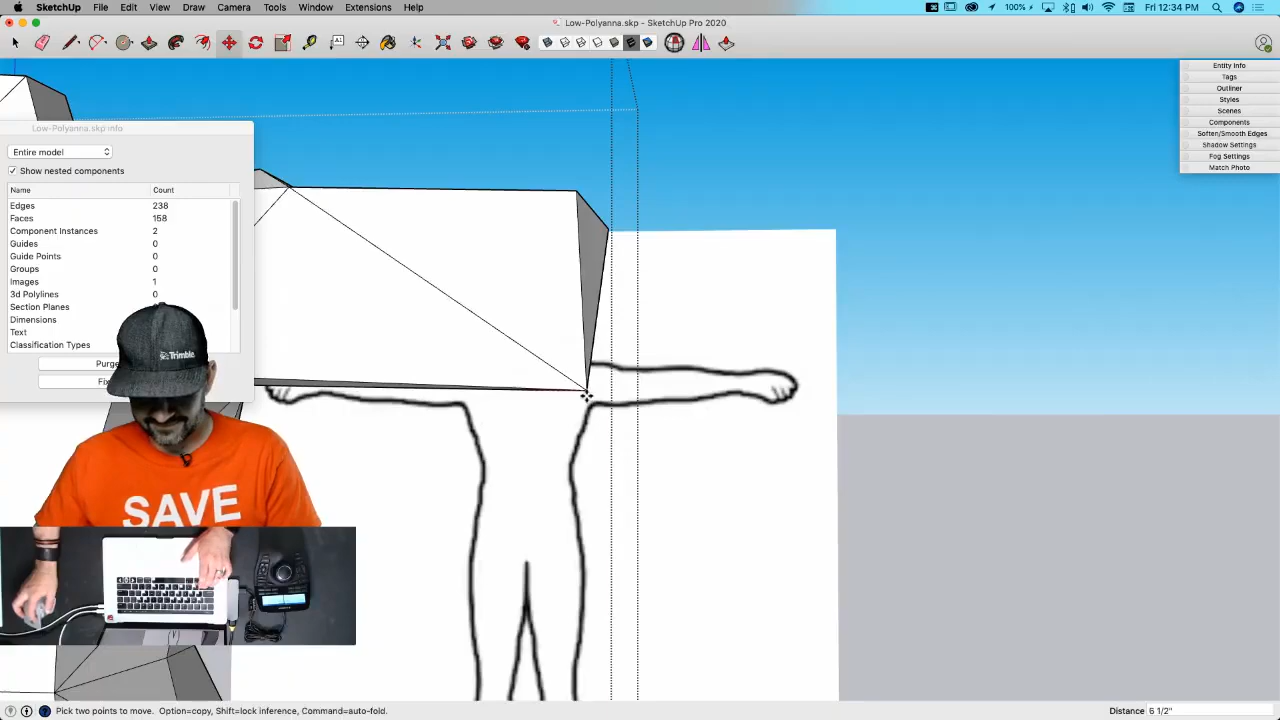 SketchUp File Edit View Camera Draw Tools Window Extensions Help
100% Fri 12:34 PM
Low-Polyanna.skp - SketchUp Pro 2020
Entity Info
Tags
Outliner
Styles
Scenes
Components
Soften/Smooth Edges
Shadow Settings
Fog Settings
Match Photo
Low-Polyanna.skp info
Entire model
Show nested components
Name Count
Edges 238
Faces 158
Component Instances 2
Guides 0
Guide Points 0
Groups 0
Images 1
3d Polylines 0
Section Planes
Dimensions
Text
Classification Types
Trimble
SAVE
Pick two points to move. Option=copy, Shift=lock inference, Command=auto-fold.
Distance 6 1/2"